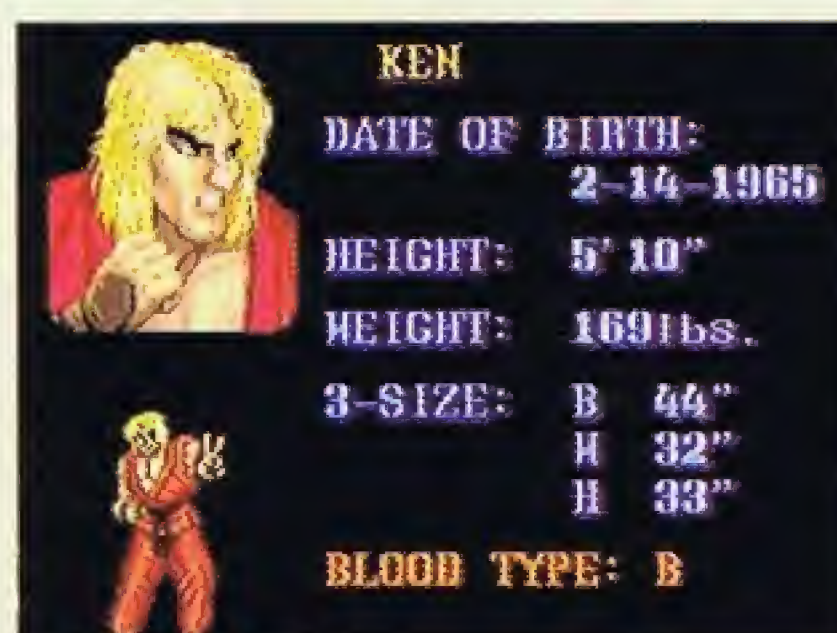 KEN
DATE OF BIRTH:
2-14-1965
HEIGHT: 5' 10"
WEIGHT: 169lbs.
3-SIZE: B 44"
W 32"
H 33"
BLOOD TYPE: B